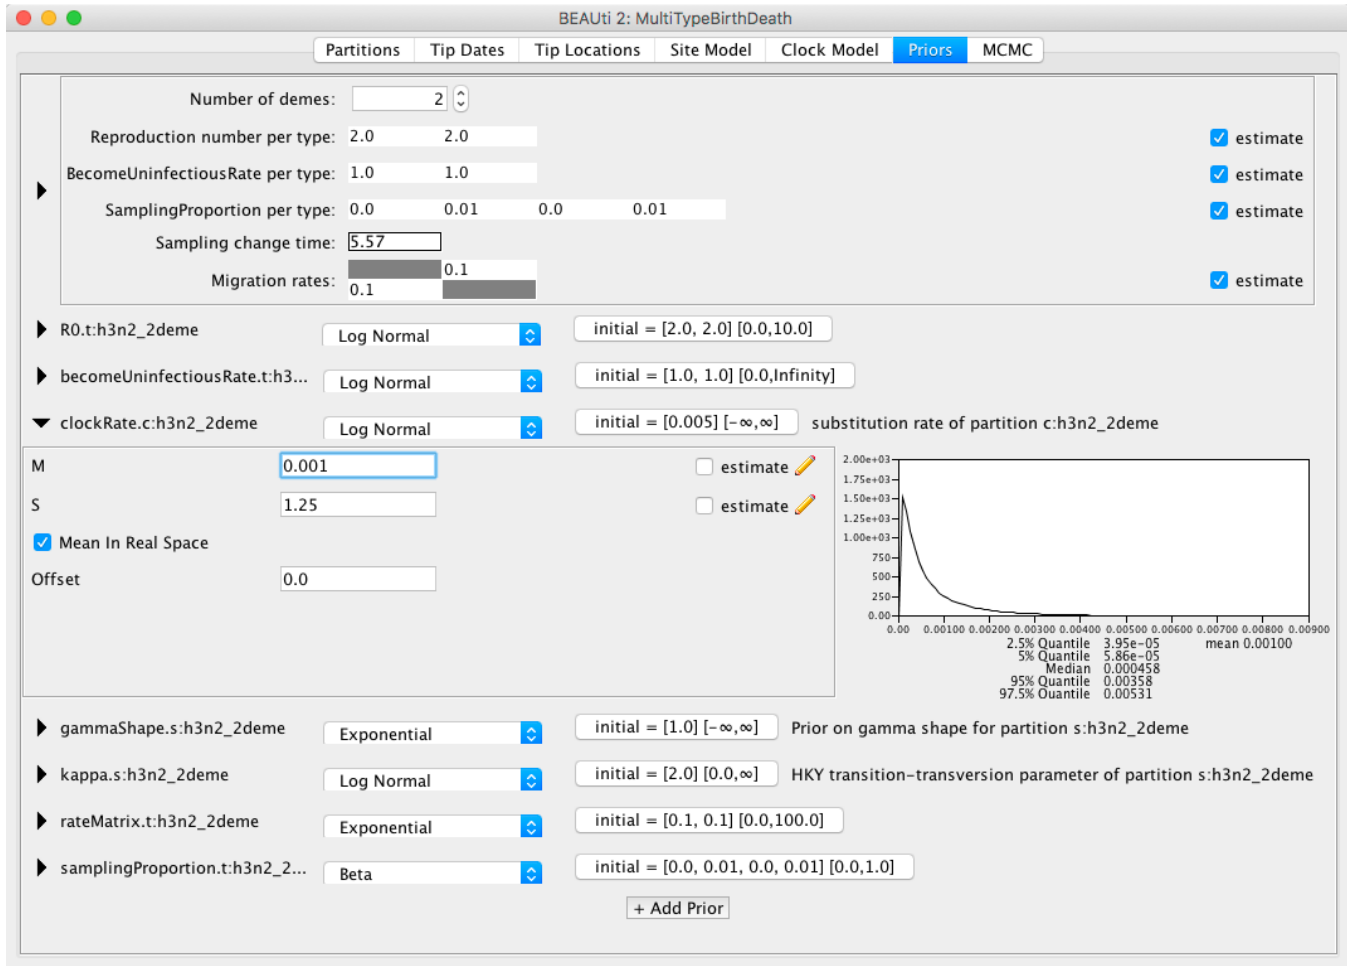 BEAUti 2: MultiTypeBirthDeath
Partitions Tip Dates Tip Locations Site Model Clock Model Priors MCMC
Number of demes: 2
Reproduction number per type: 2.0 2.0 estimate
BecomeUninfectiousRate per type: 1.0 1.0 estimate
SamplingProportion per type: 0.0 0.01 0.0 0.01 estimate
Sampling change time: 5.57
Migration rates: 0.1 estimate
0.1
R0.t:h3n2_2deme Log Normal initial = [2.0, 2.0] [0.0,10.0]
becomeUninfectiousRate.t:h3... Log Normal initial = [1.0, 1.0] [0.0,Infinity]
clockRate.c:h3n2_2deme Log Normal initial = [0.005] [-∞,∞] substitution rate of partition c:h3n2_2deme
M 0.001 estimate
S 1.25 estimate
Mean In Real Space
Offset 0.0
2.00e+03
1.75e+03
1.50e+03
1.25e+03
1.00e+03
750
500
250
0.00
0.00 0.00100 0.00200 0.00300 0.00400 0.00500 0.00600 0.00700 0.00800 0.00900
2.5% Quantile 3.95e-05 mean 0.00100
5% Quantile 5.86e-05
Median 0.000458
95% Quantile 0.00358
97.5% Quantile 0.00531
gammaShape.s:h3n2_2deme Exponential initial = [1.0] [-∞,∞] Prior on gamma shape for partition s:h3n2_2deme
kappa.s:h3n2_2deme Log Normal initial = [2.0] [0.0,∞] HKY transition-transversion parameter of partition s:h3n2_2deme
rateMatrix.t:h3n2_2deme Exponential initial = [0.1, 0.1] [0.0,100.0]
samplingProportion.t:h3n2_2... Beta initial = [0.0, 0.01, 0.0, 0.01] [0.0,1.0]
+ Add Prior